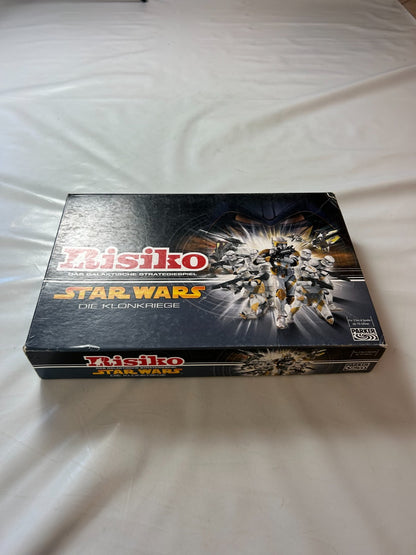 Risiko
DAS GALAKTISCHE STRATEGIESPIEL
STAR WARS
DIE KLONKRIEGE
PARKER
Risiko
STAR WARS